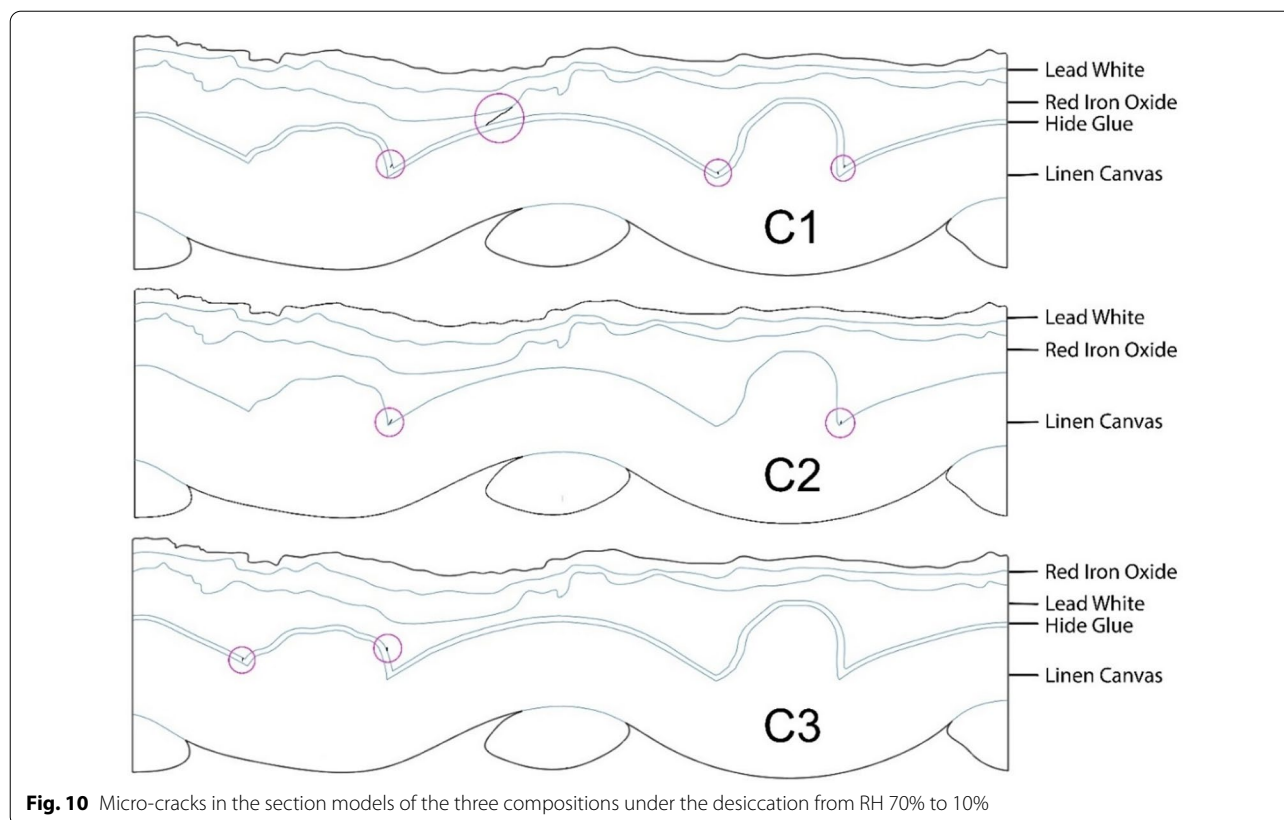 Lead White
Red Iron Oxide
Hide Glue
Linen Canvas
C1
Lead White
Red Iron Oxide
Linen Canvas
C2
Red Iron Oxide
Lead White
Hide Glue
Linen Canvas
C3
Fig. 10 Micro-cracks in the section models of the three compositions under the desiccation from RH 70% to 10%